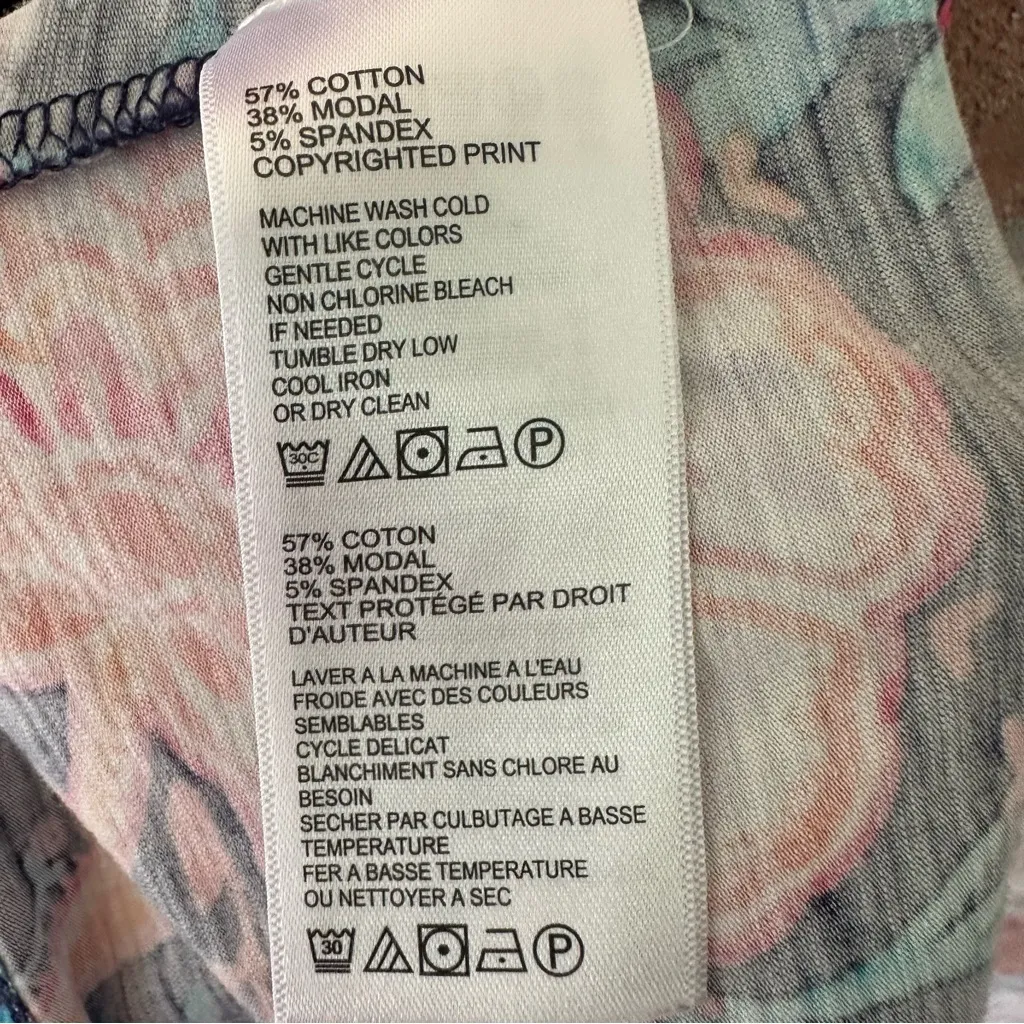 57% COTTON
38% MODAL
5% SPANDEX
COPYRIGHTED PRINT
MACHINE WASH COLD
WITH LIKE COLORS
GENTLE CYCLE
NON CHLORINE BLEACH
IF NEEDED
TUMBLE DRY LOW
COOL IRON
OR DRY CLEAN
30C P
57% COTON
38% MODAL
5% SPANDEX
TEXT PROTÉGÉ PAR DROIT
D'AUTEUR
LAVER A LA MACHINE A L'EAU
FROIDE AVEC DES COULEURS
SEMBLABLES
CYCLE DELICAT
BLANCHIMENT SANS CHLORE AU
BESOIN
SECHER PAR CULBUTAGE A BASSE
TEMPERATURE
FER A BASSE TEMPERATURE
OU NETTOYER A SEC
30 P